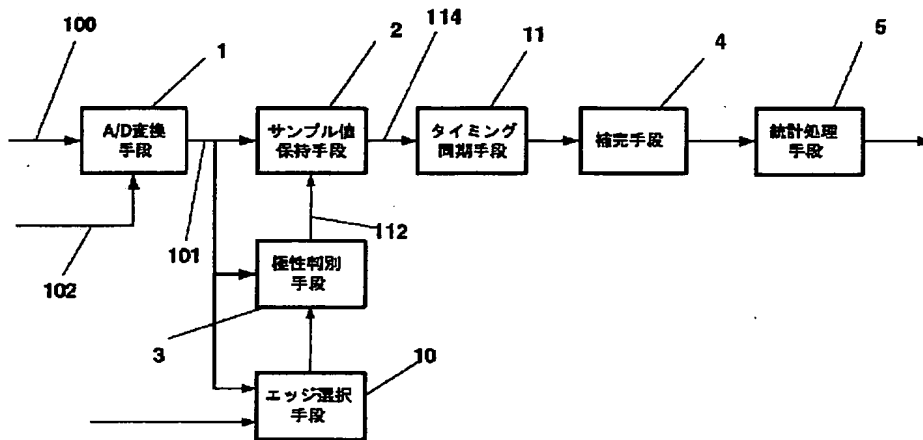 100
1
2
114
11
4
5
A/D変換
手段
サンプル値
保持手段
タイミング
同期手段
補完手段
統計処理
手段
102
101
112
極性判別
手段
3
10
エッジ選択
手段